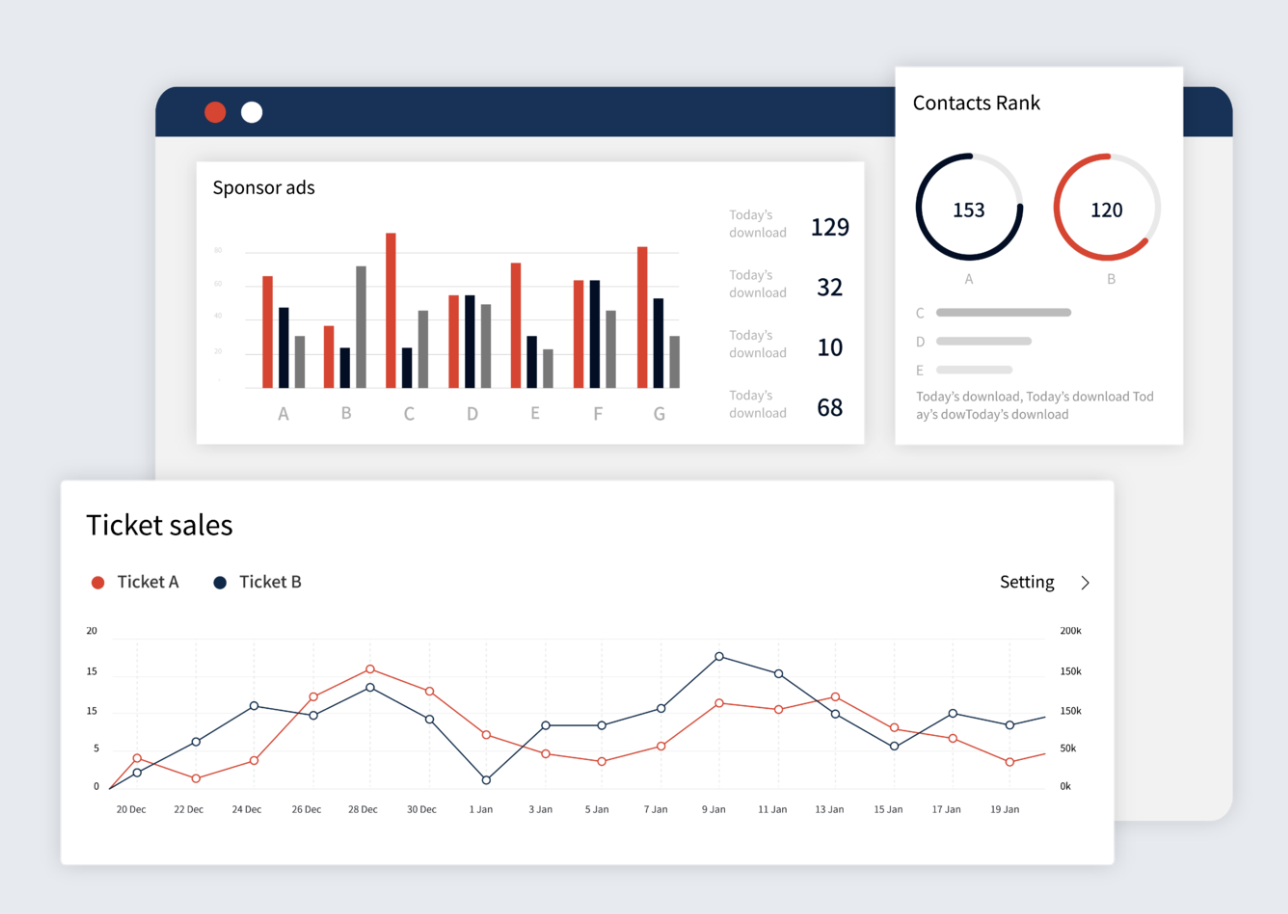 Contacts Rank
153
120
A
B
C
D
E
Today's download, Today's download Tod
ay's dowToday's download
Sponsor ads
80
60
40
20
A B C D E F G
Today's
download
129
Today's
download
32
Today's
download
10
Today's
download
68
Ticket sales
Ticket A Ticket B
Setting
20
15
15
5
0
200k
150k
150k
50k
0k
20 Dec 22 Dec 24 Dec 26 Dec 28 Dec 30 Dec 1 Jan 3 Jan 5 Jan 7 Jan 9 Jan 11 Jan 13 Jan 15 Jan 17 Jan 19 Jan